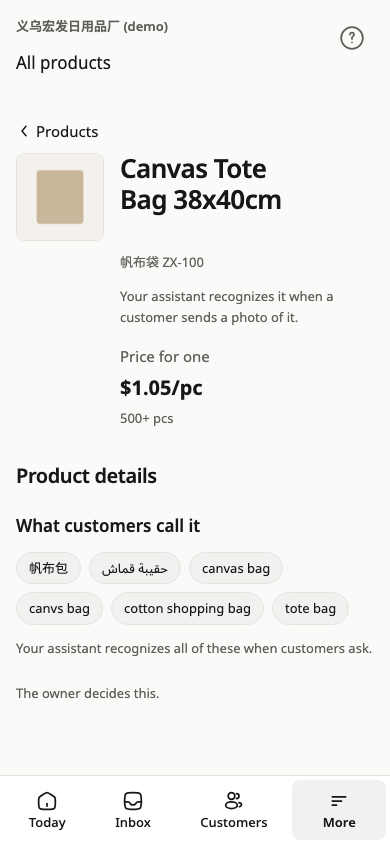 义乌宏发日用品厂 (demo)
All products
Products
Canvas Tote
Bag 38x40cm
帆布袋 ZX-100
Your assistant recognizes it when a
customer sends a photo of it.
Price for one
$1.05/pc
500+ pcs
Product details
What customers call it
帆布包
حقيبة قماش
canvas bag
canvs bag
cotton shopping bag
tote bag
Your assistant recognizes all of these when customers ask.
The owner decides this.
Today
Inbox
Customers
More